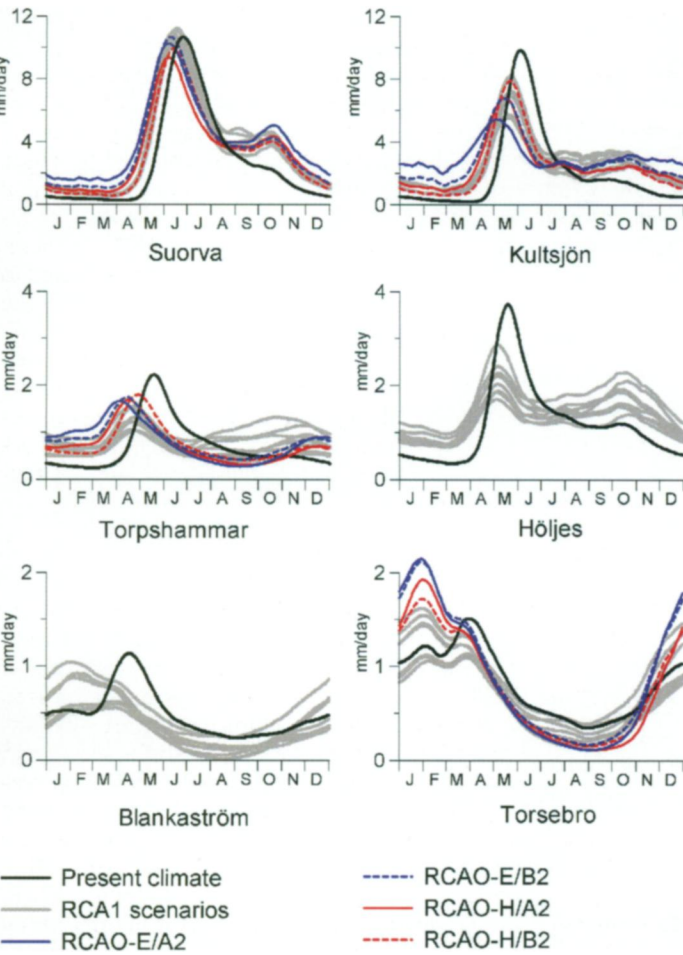 12
8
4
0
mm/day
J F M A M J J A S O N D
Suorva
12
8
4
0
mm/day
J F M A M J J A S O N D
Kultsjön
4
2
0
mm/day
J F M A M J J A S O N D
Torpshammar
4
2
0
mm/day
J F M A M J J A S O N D
Höljes
2
1
0
mm/day
J F M A M J J A S O N D
Blankaström
2
1
0
mm/day
J F M A M J J A S O N D
Torsebro
Present climate
RCA1 scenarios
RCAO-E/A2
RCAO-E/B2
RCAO-H/A2
RCAO-H/B2